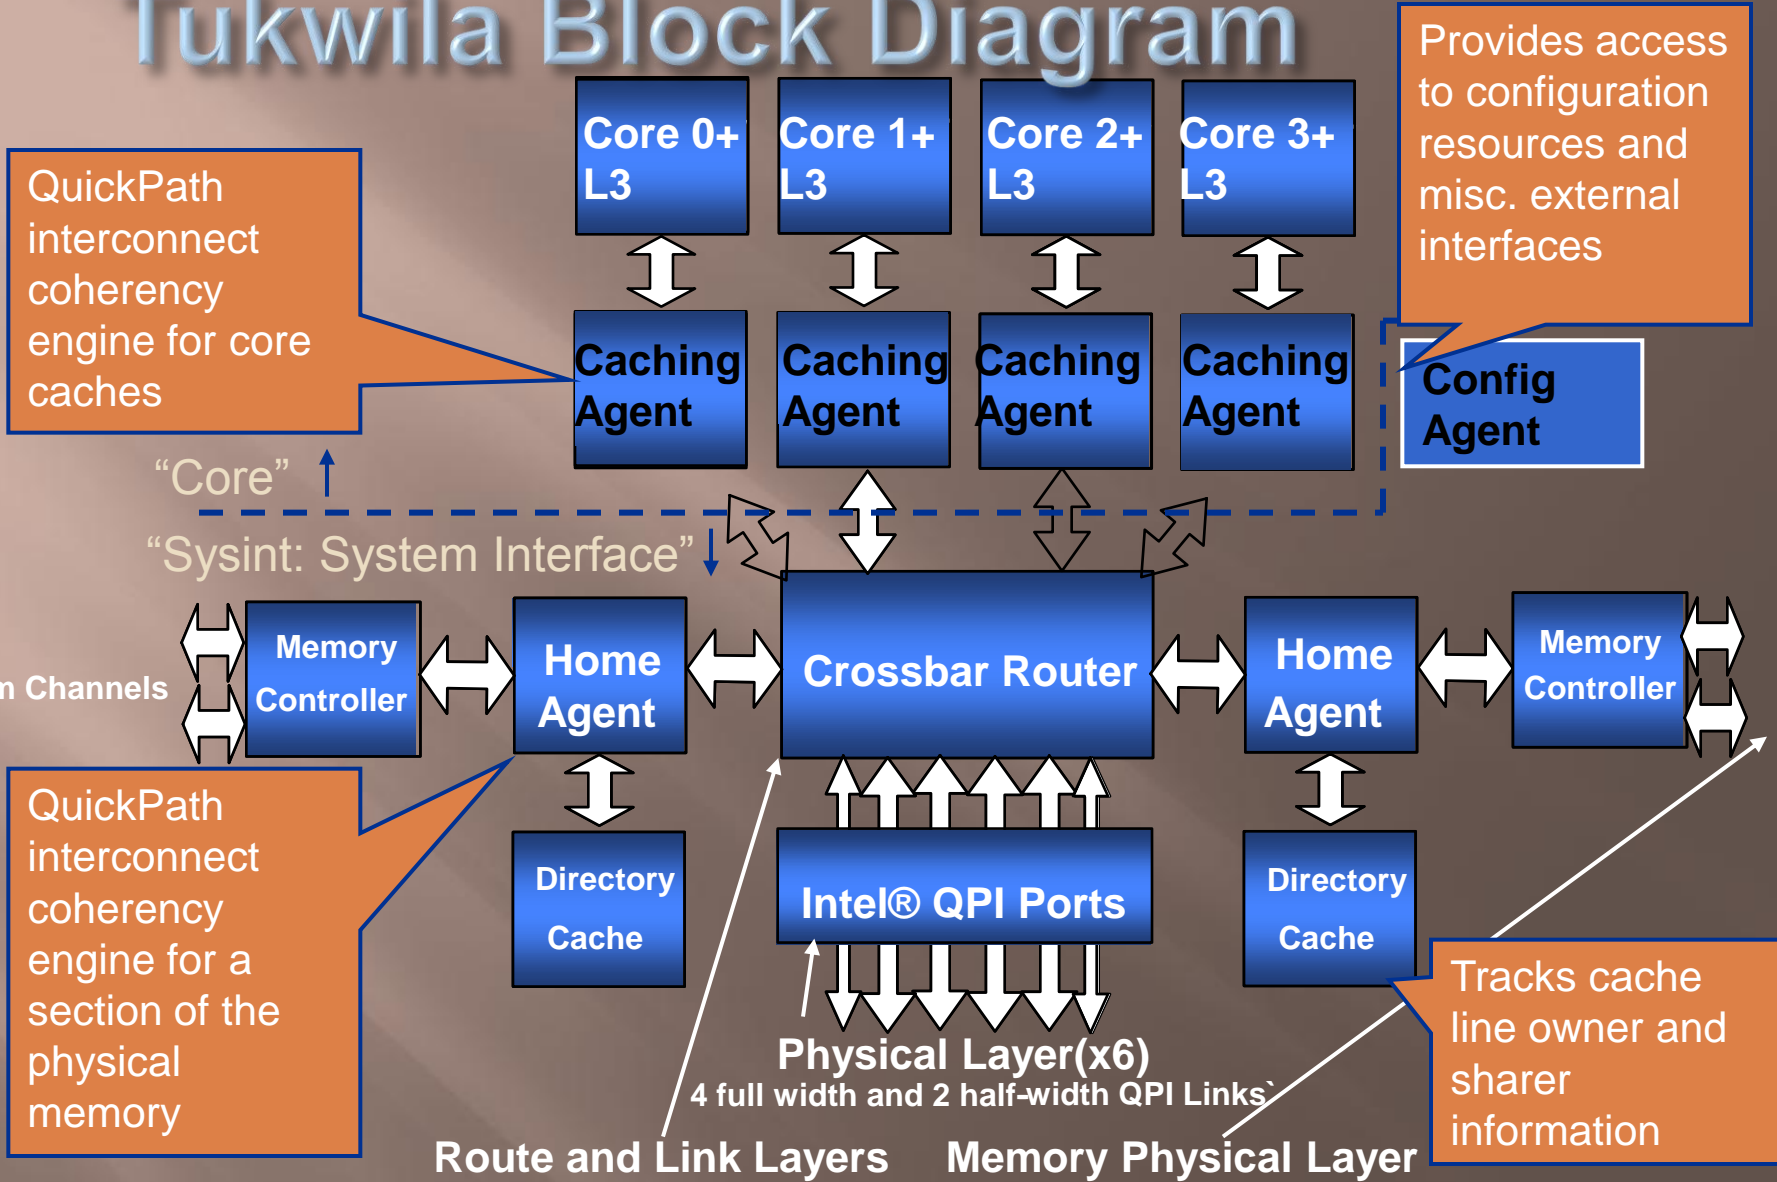 Tukwila Block Diagram
Provides access
to configuration
resources and
misc. external
interfaces
Core 0+
L3
Core 1+
L3
Core 2+
L3
Core 3+
L3
QuickPath
interconnect
coherency
engine for core
caches
Caching
Agent
Caching
Agent
Caching
Agent
Caching
Agent
Config
Agent
“Core”
“Sysint: System Interface”
Memory
Controller
Home
Agent
Crossbar Router
Home
Agent
Memory
Controller
Channels
QuickPath
interconnect
coherency
engine for a
section of the
physical
memory
Directory
Cache
Intel® QPI Ports
Directory
Cache
Tracks cache
line owner and
sharer
information
Physical Layer(x6)
4 full width and 2 half-width QPI Links`
Route and Link Layers
Memory Physical Layer